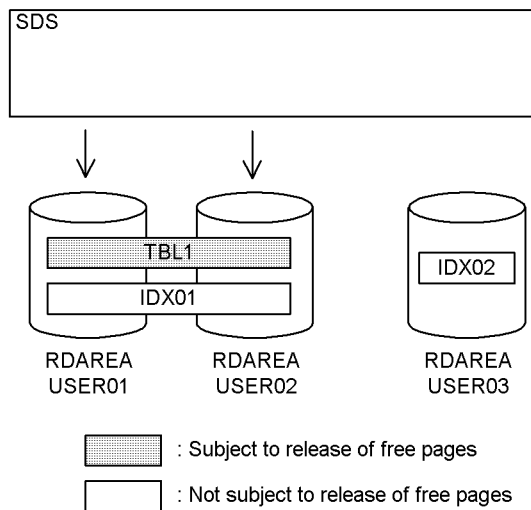 SDS
TBL1
IDX01
IDX02
RDAREA
USER01
RDAREA
USER02
RDAREA
USER03
: Subject to release of free pages
: Not subject to release of free pages